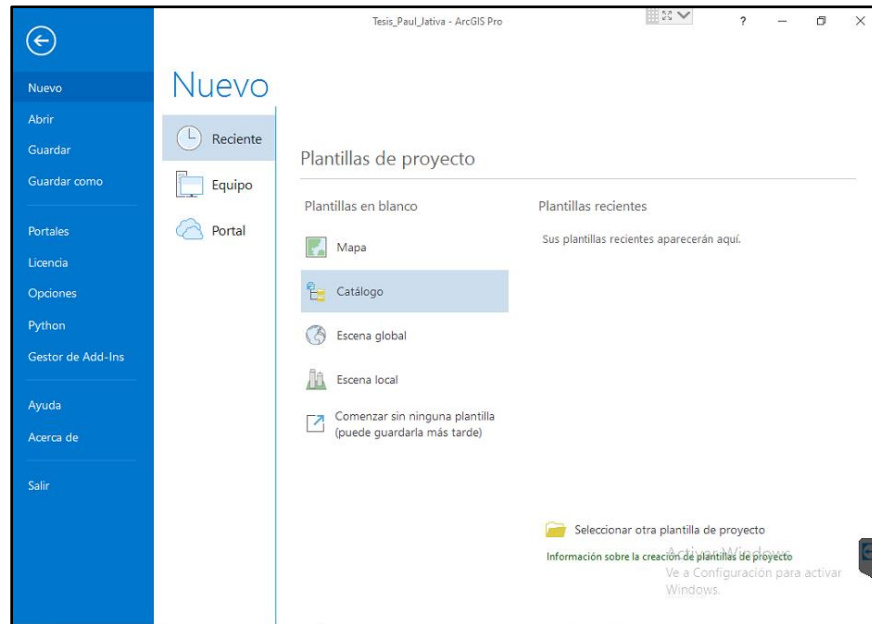 Tesis_Paul_Jativa - ArcGIS Pro
?
Nuevo
Abrir
Guardar
Guardar como
Portales
Licencia
Opciones
Python
Gestor de Add-Ins
Ayuda
Acerca de
Salir
Nuevo
Reciente
Equipo
Portal
Plantillas de proyecto
Plantillas en blanco
Mapa
Catálogo
Escena global
Escena local
Comenzar sin ninguna plantilla
(puede guardarla más tarde)
Plantillas recientes
Sus plantillas recientes aparecerán aquí.
Seleccionar otra plantilla de proyecto
Información sobre la creación de plantillas de proyecto
Activar Windows
Ve a Configuración para activar
Windows.